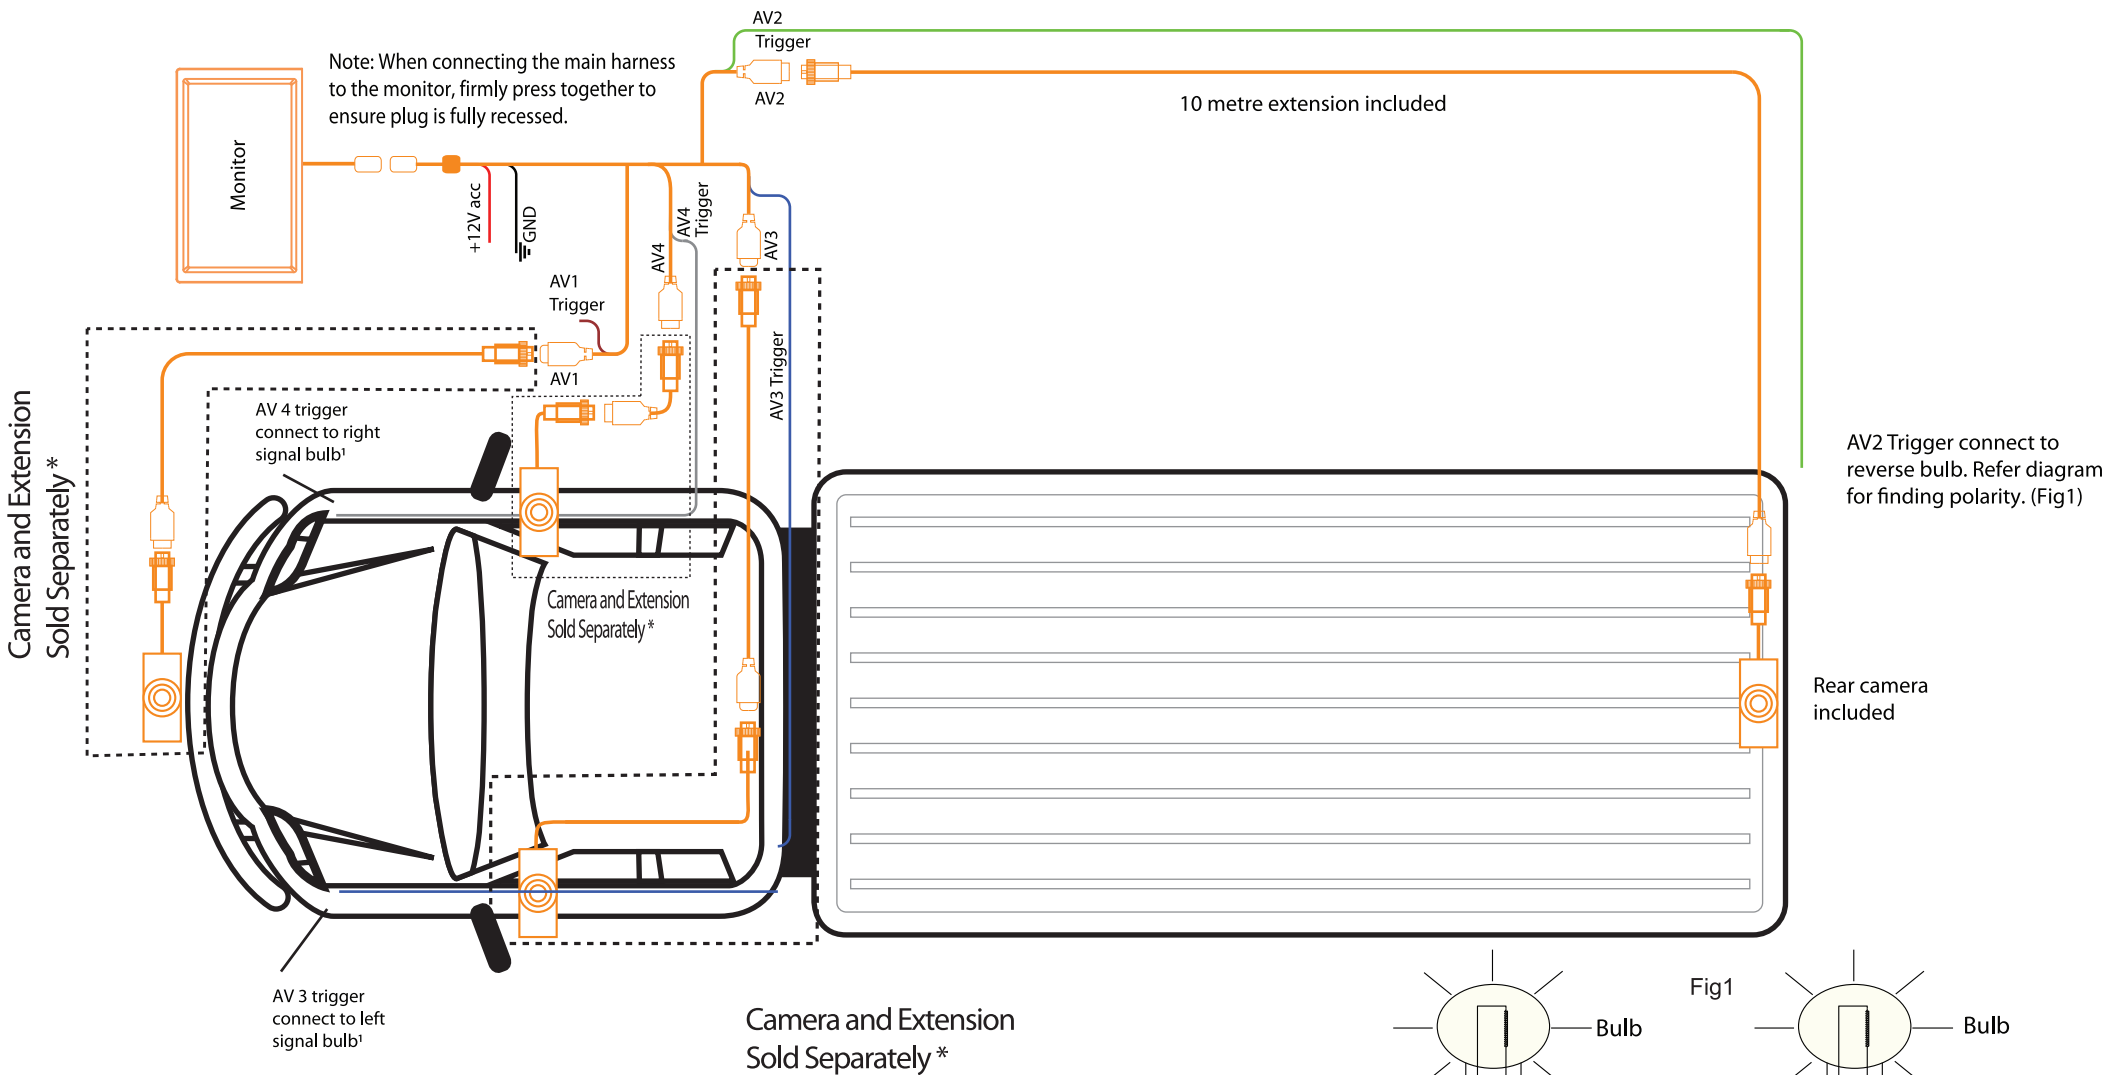 AV2
Trigger
Note: When connecting the main harness
to the monitor, firmly press together to
ensure plug is fully recessed.
AV2
10 metre extension included
Monitor
+12V acc
GND
AV4
Trigger
AV4
AV3
AV1
Trigger
AV1
AV3 Trigger
Camera and Extension
Sold Separately *
AV 4 trigger
connect to right
signal bulb¹
AV2 Trigger connect to
reverse bulb. Refer diagram
for finding polarity. (Fig1)
Camera and Extension
Sold Separately *
Rear camera
included
AV 3 trigger
connect to left
signal bulb¹
Camera and Extension
Sold Separately *
Fig1
Bulb
Bulb